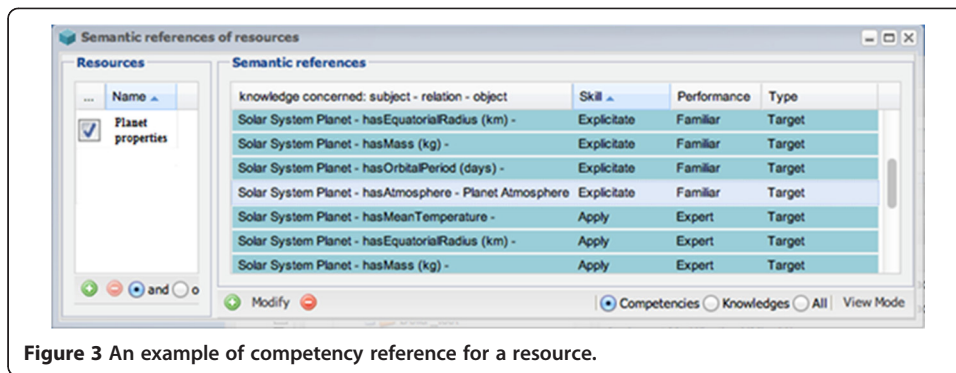 Semantic references of resources
Resources
Semantic references
... Name
knowledge concerned: subject - relation - object Skill Performance Type
Planet properties
Solar System Planet - hasEquatorialRadius (km) - Explicitate Familiar Target
Solar System Planet - hasMass (kg) - Explicitate Familiar Target
Solar System Planet - hasOrbitalPeriod (days) - Explicitate Familiar Target
Solar System Planet - hasAtmosphere - Planet Atmosphere Explicitate Familiar Target
Solar System Planet - hasMeanTemperature - Apply Expert Target
Solar System Planet - hasEquatorialRadius (km) - Apply Expert Target
Solar System Planet - hasMass (kg) - Apply Expert Target
and o
Modify
Competencies Knowledges All View Mode
Figure 3 An example of competency reference for a resource.